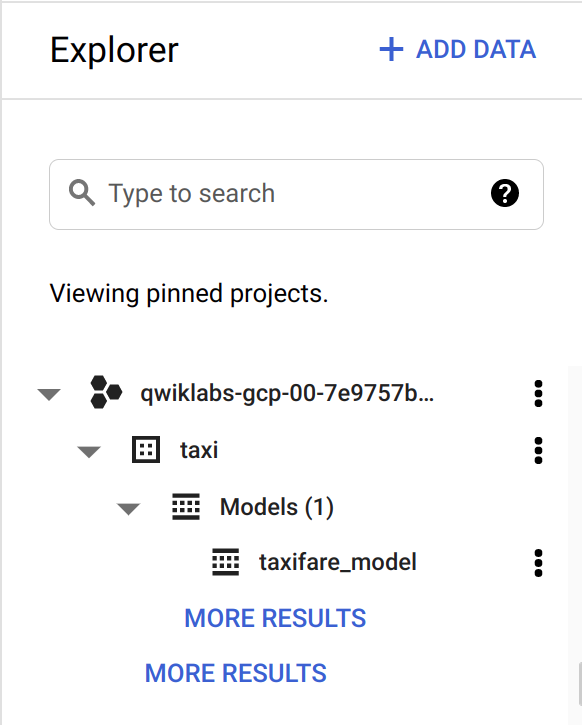 Explorer
+ ADD DATA
Type to search
?
Viewing pinned projects.
qwiklabs-gcp-00-7e9757b...
taxi
Models (1)
taxifare_model
MORE RESULTS
MORE RESULTS